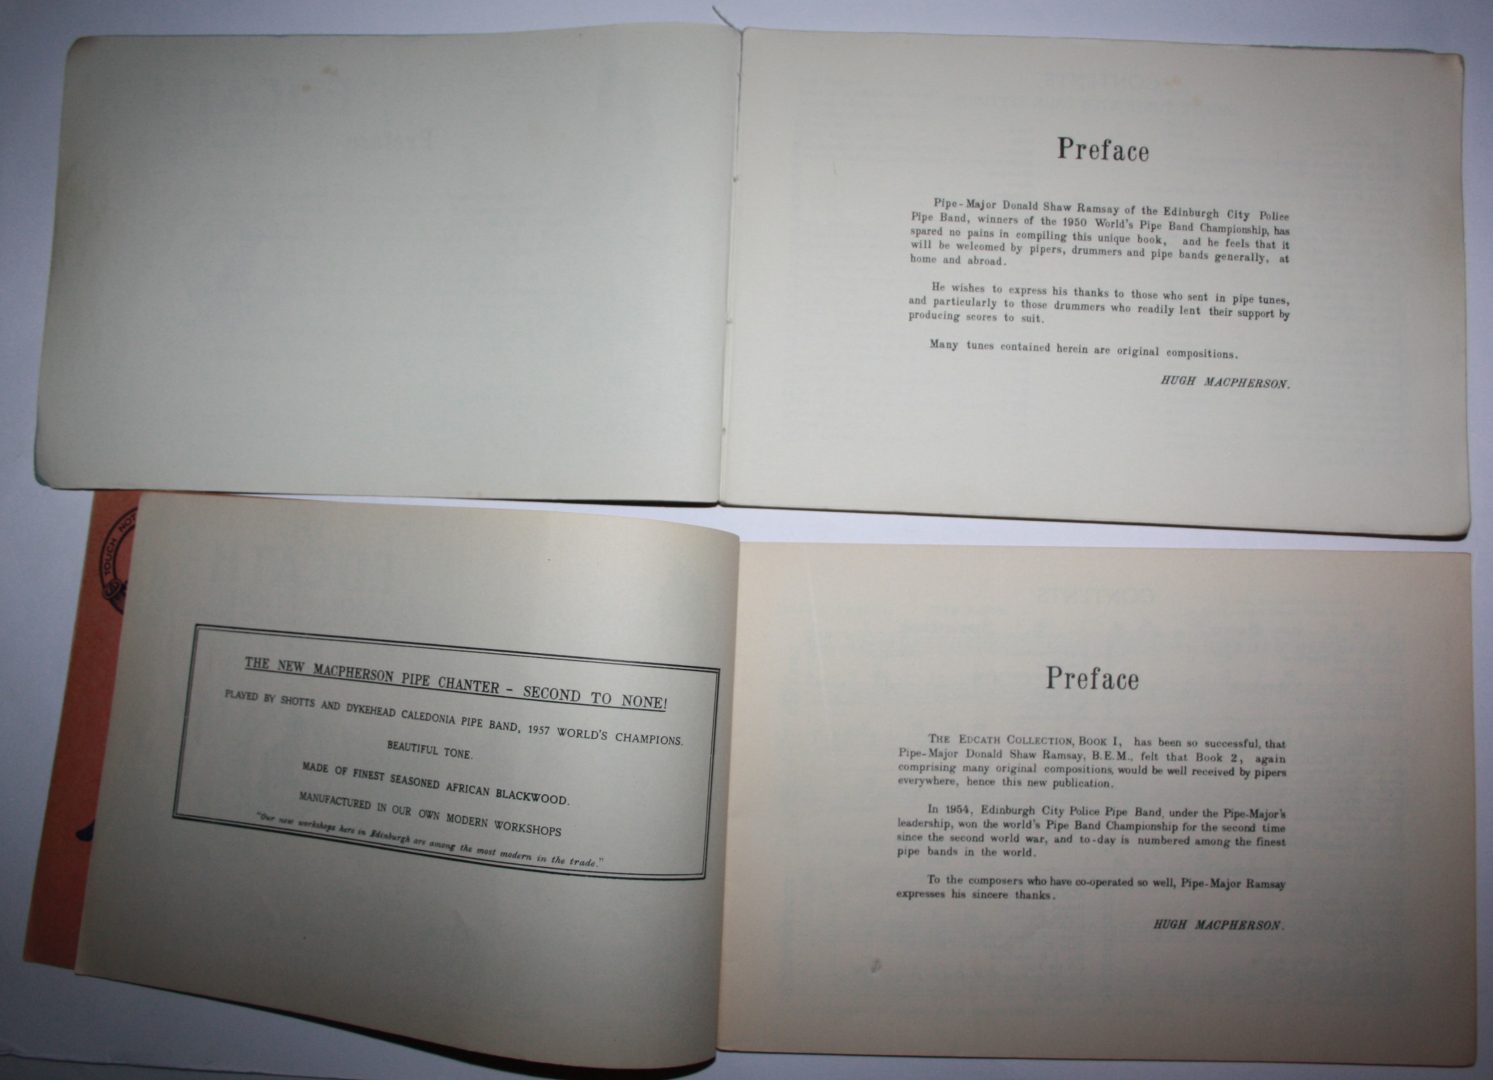 Preface
Pipe-Major Donald Shaw Ramsay of the Edinburgh City Police
Pipe Band, winners of the 1950 World's Pipe Band Championship, has
spared no pains in compiling this unique book, and he feels that it
will be welcomed by pipers, drummers and pipe bands generally, at
home and abroad.
He wishes to express his thanks to those who sent in pipe tunes,
and particularly to those drummers who readily lent their support by
producing scores to suit.
Many tunes contained herein are original compositions.
HUGH MACPHERSON.
TOUCH NOT
THE NEW MACPHERSON PIPE CHANTER - SECOND TO NONE!
PLAYED BY SHOTTS AND DYKEHEAD CALEDONIA PIPE BAND, 1957 WORLD'S CHAMPIONS.
BEAUTIFUL TONE.
MADE OF FINEST SEASONED AFRICAN BLACKWOOD.
MANUFACTURED IN OUR OWN MODERN WORKSHOPS
"Our new workshops here in Edinburgh are among the most modern in the trade."
Preface
THE EDCATH COLLECTION, BOOK I, has been so successful, that
Pipe-Major Donald Shaw Ramsay, B.E.M., felt that Book 2, again
comprising many original compositions, would be well received by pipers
everywhere, hence this new publication.
In 1954, Edinburgh City Police Pipe Band, under the Pipe-Major's
leadership, won the world's Pipe Band Championship for the second time
since the second world war, and to-day is numbered among the finest
pipe bands in the world.
To the composers who have co-operated so well, Pipe-Major Ramsay
expresses his sincere thanks.
HUGH MACPHERSON.